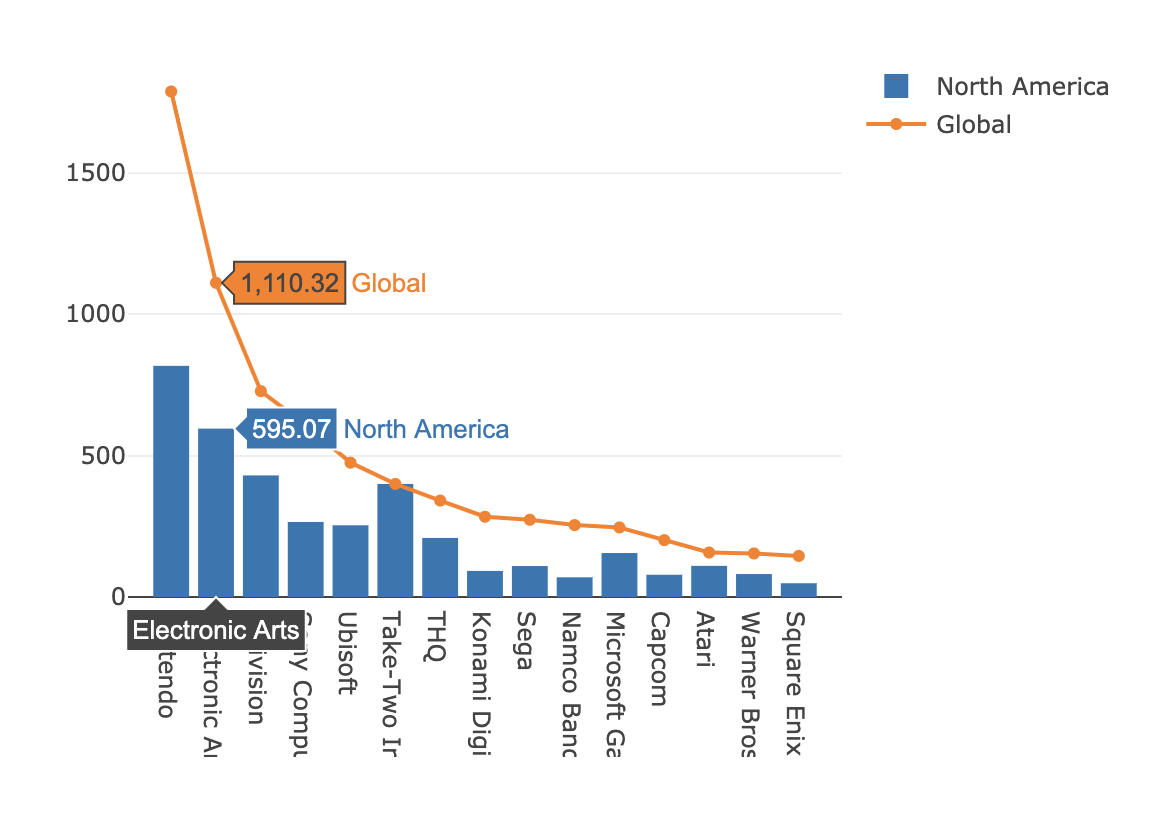 North America
Global
1500
1000
500
0
1,110.32 Global
595.07 North America
Electronic Arts
tendo
ctronic A
ivision
ny Compu
Ubisoft
Take-Two I
THQ
Konami Digi
Sega
Namco Banc
Microsoft Ga
Capcom
Atari
Warner Bros
Square Enix